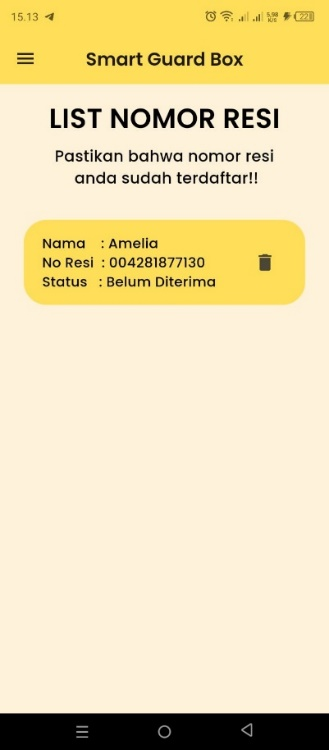 15.13
Smart Guard Box
LIST NOMOR RESI
Pastikan bahwa nomor resi
anda sudah terdaftar!!
Nama : Amelia
No Resi : 004281877130
Status : Belum Diterima